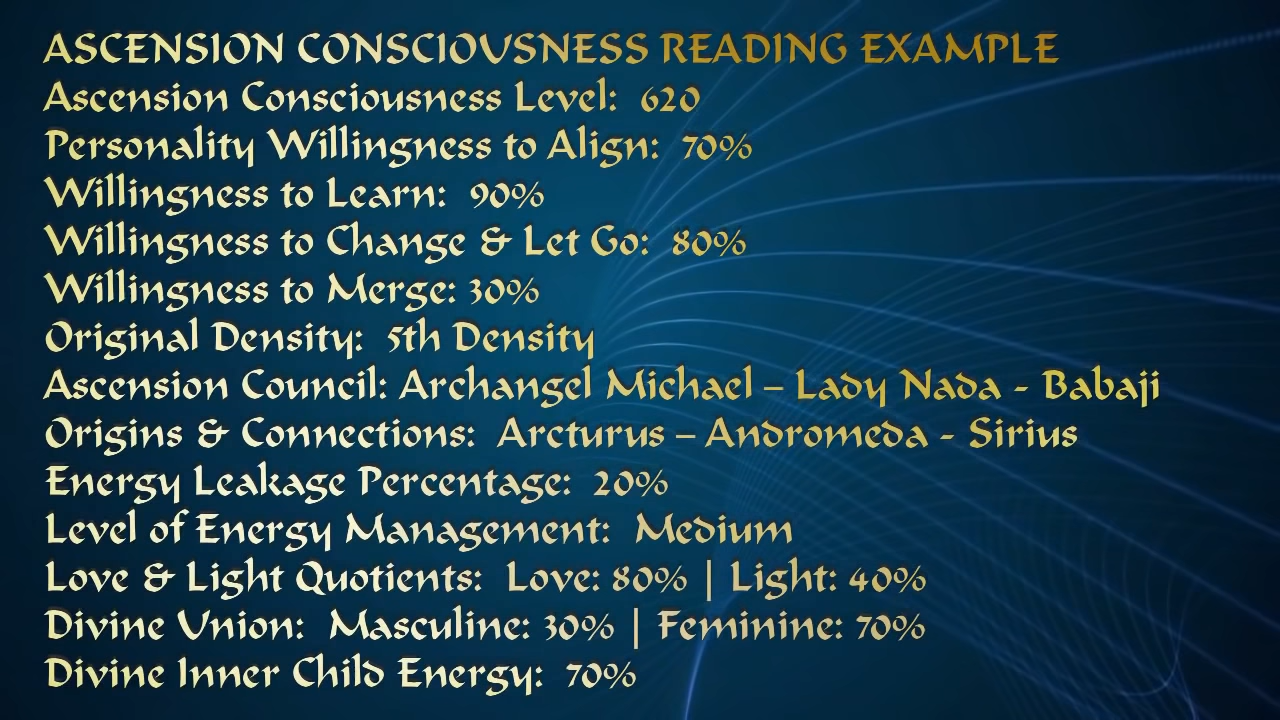 ASCENSION CONSCIOUSNESS READING EXAMPLE
Ascension Consciousness Level:  620
Personality Willingness to Align:  70%
Willingness to Learn:  90%
Willingness to Change & Let Go:  80%
Willingness to Merge: 30%
Original Density:  5th Density
Ascension Council: Archangel Michael – Lady Nada - Babaji
Origins & Connections:  Arcturus – Andromeda - Sirius
Energy Leakage Percentage:  20%
Level of Energy Management:  Medium
Love & Light Quotients:  Love: 80% | Light: 40%
Divine Union:  Masculine: 30% | Feminine: 70%
Divine Inner Child Energy:  70%